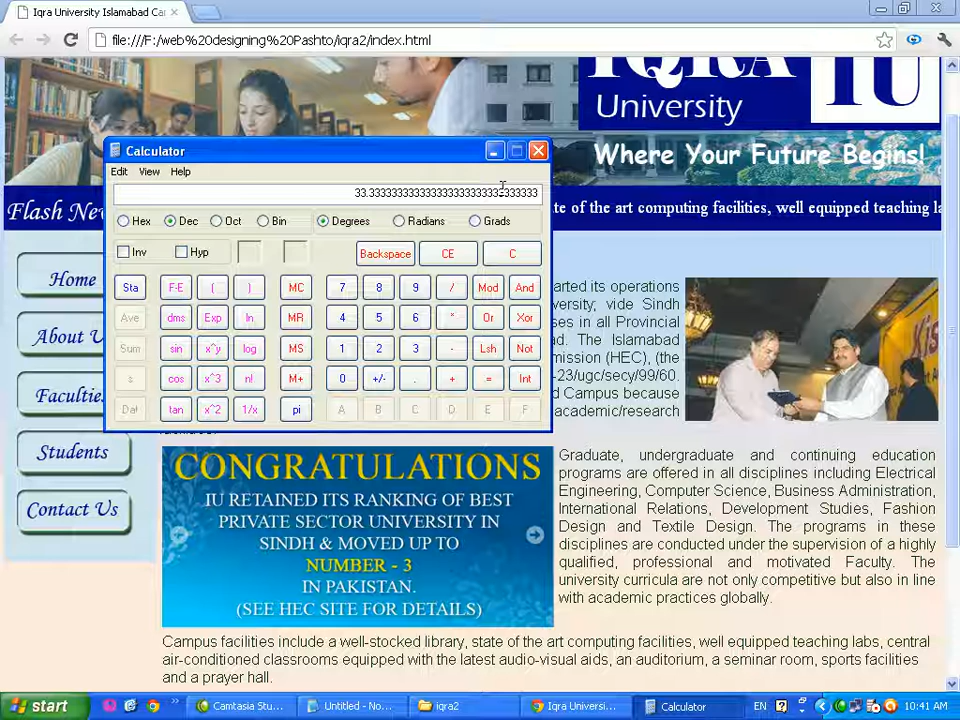 Iqra University Islamabad Ca
file:///F:/web%20designing%20Pashto/iqra2/index.html
IQRA
University
IU
Where Your Future Begins!
Flash Ne
te of the art computing facilities, well equipped teaching la
Calculator
Edit View Help
Hex Dec Oct Bin Degrees Radians Grads
Inv Hyp Backspace CE C
Sta F-E ( ) MC 7 8 9 / Mod And
Ave dms Exp ln MR 4 5 6 * Or Xor
Sum sin x^y log MS 1 2 3 - Lsh Not
s cos x^3 n! M+ 0 +/- . + = Int
Dat tan x^2 1/x pi A B C D E F
Home
About U
Faculties
Students
Contact Us
arted its operations
versity; vide Sindh
ses in all Provincial
d. The Islamabad
mission (HEC), (the
-23/ugc/secy/99/60.
d Campus because
academic/research
CONGRATULATIONS
IU RETAINED ITS RANKING OF BEST
PRIVATE SECTOR UNIVERSITY IN
SINDH & MOVED UP TO
NUMBER - 3
IN PAKISTAN.
(SEE HEC SITE FOR DETAILS)
Graduate, undergraduate and continuing education
programs are offered in all disciplines including Electrical
Engineering, Computer Science, Business Administration,
International Relations, Development Studies, Fashion
Design and Textile Design. The programs in these
disciplines are conducted under the supervision of a highly
qualified, professional and motivated Faculty. The
university curricula are not only competitive but also in line
with academic practices globally.
Campus facilities include a well-stocked library, state of the art computing facilities, well equipped teaching labs, central
air-conditioned classrooms equipped with the latest audio-visual aids, an auditorium, a seminar room, sports facilities
and a prayer hall.
start Camtasia Stu... Untitled - No... iqra2 Iqra Universi... Calculator EN 10:41 AM